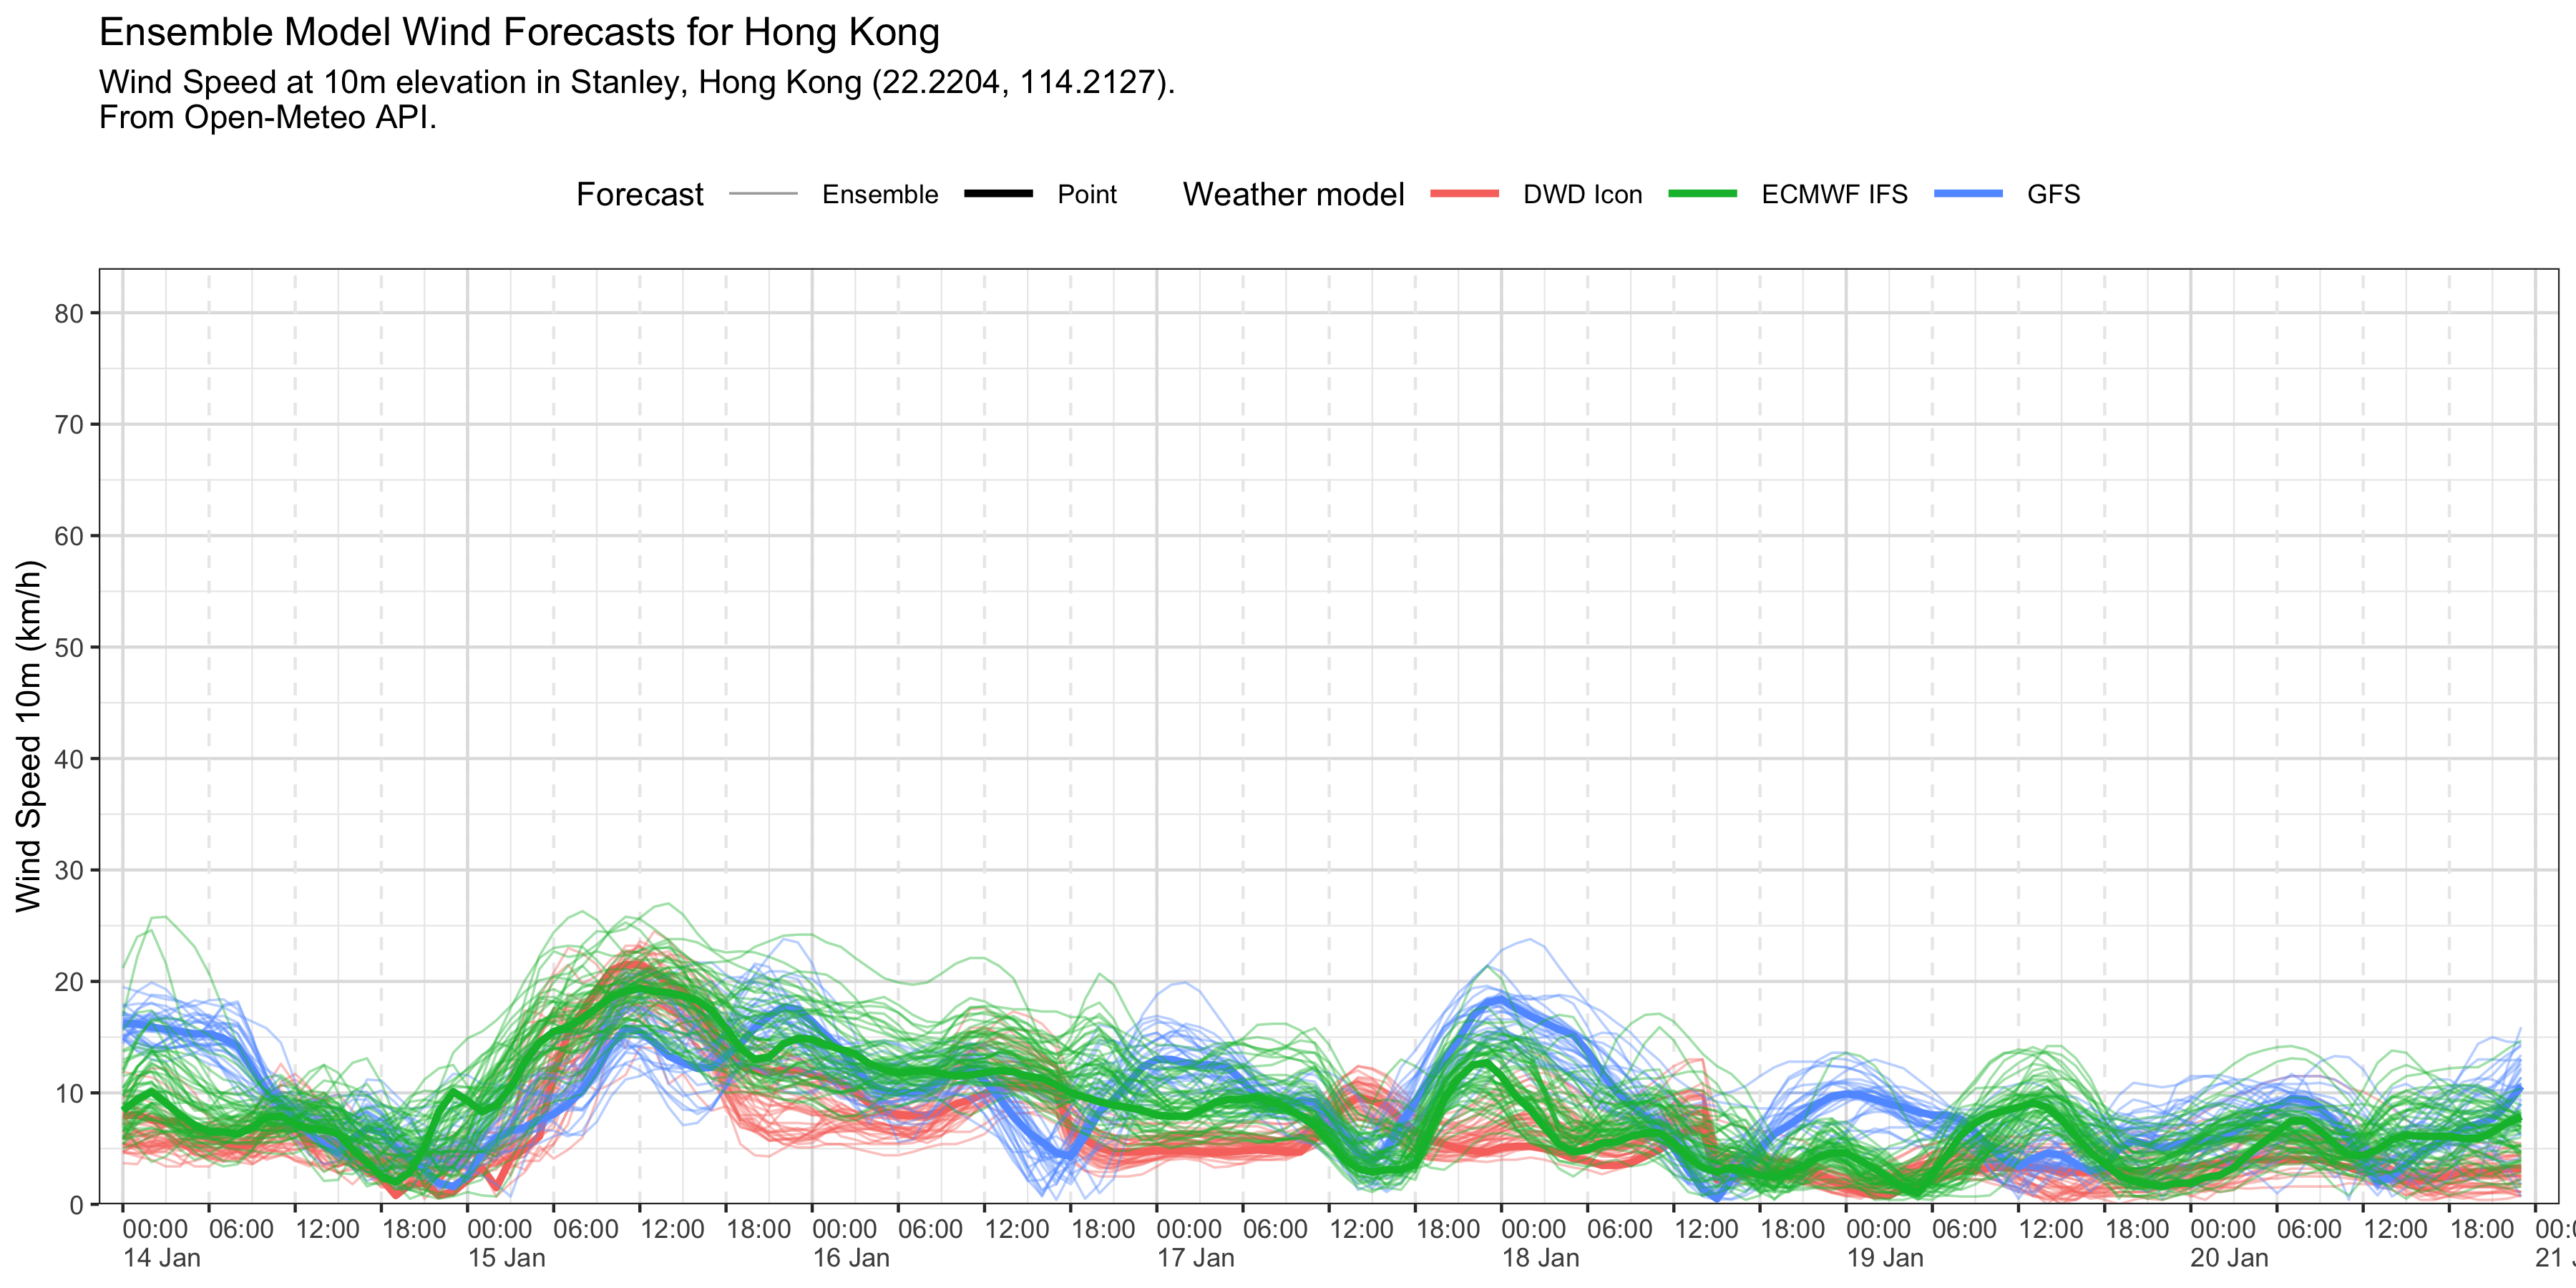 Ensemble Model Wind Forecasts for Hong Kong
Wind Speed at 10m elevation in Stanley, Hong Kong (22.2204, 114.2127).
From Open-Meteo API.
Forecast Ensemble Point Weather model DWD Icon ECMWF IFS GFS
80
70
60
50
40
30
20
10
0
Wind Speed 10m (km/h)
00:00 06:00 12:00 18:00 00:00 06:00 12:00 18:00 00:00 06:00 12:00 18:00 00:00 06:00 12:00 18:00 00:00 06:00 12:00 18:00 00:00 06:00 12:00 18:00 00:00 06:00 12:00 18:00 00:0
14 Jan 15 Jan 16 Jan 17 Jan 18 Jan 19 Jan 20 Jan 21 J